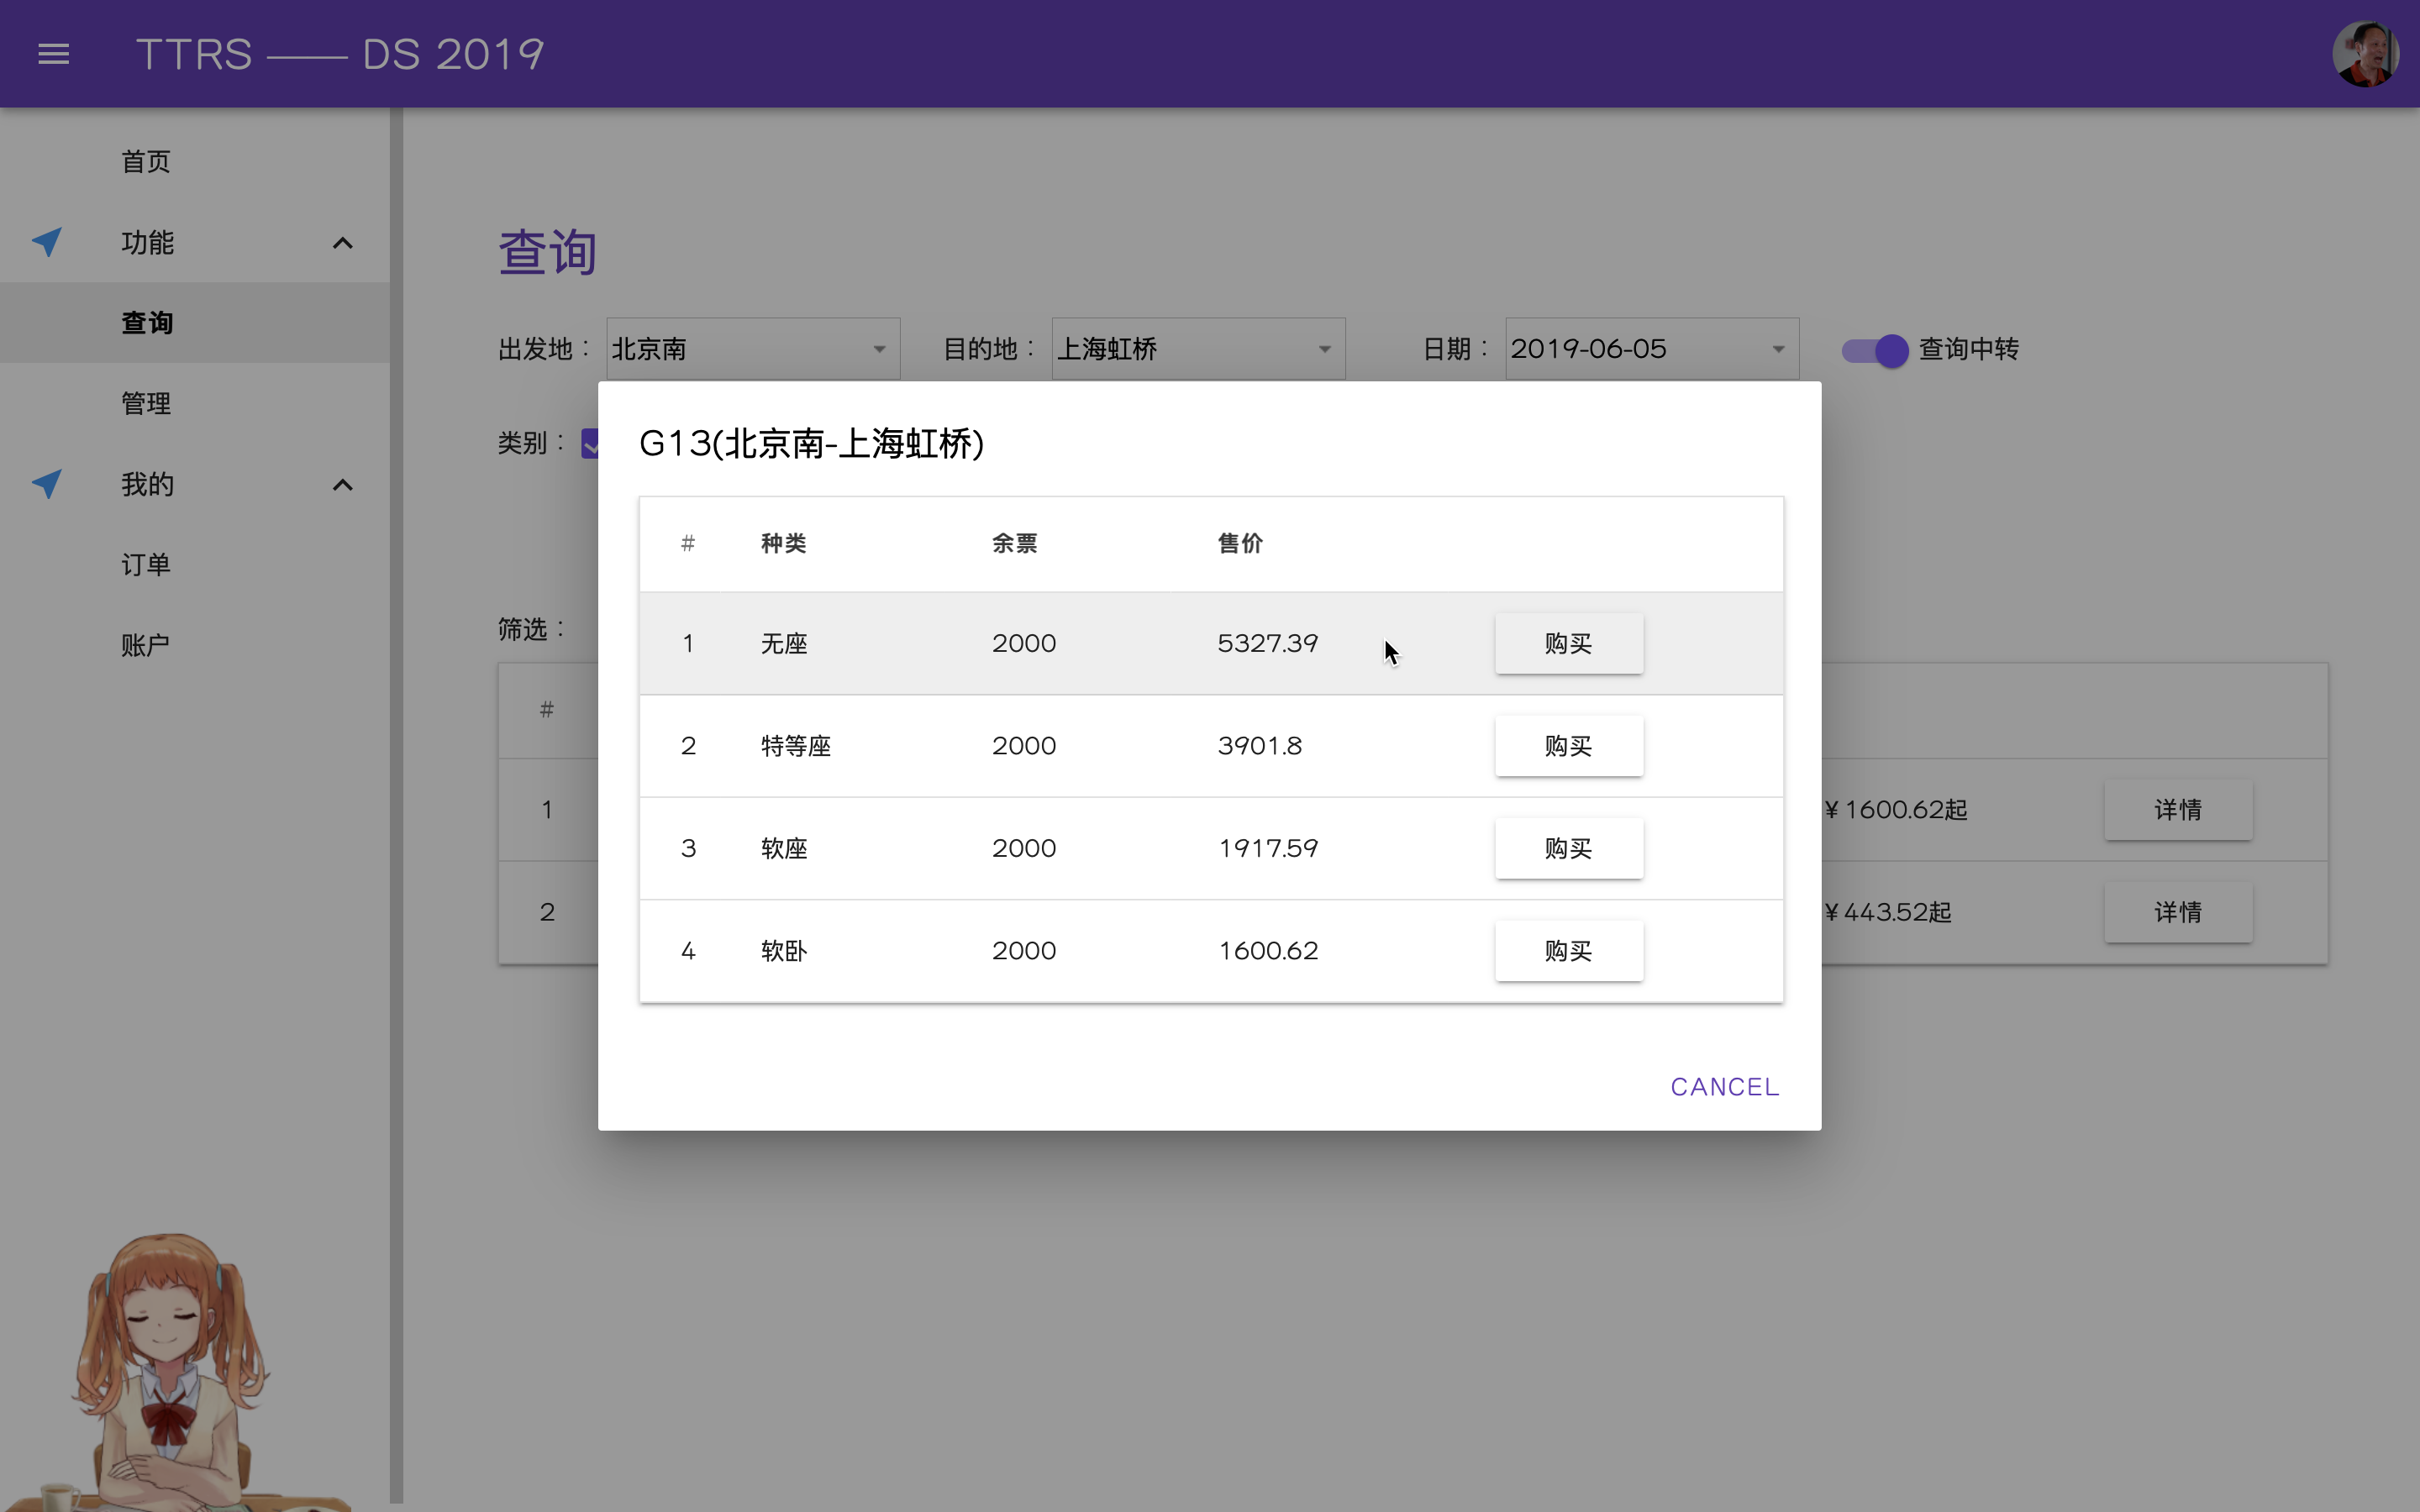 TTRS —— DS 2019
首页
功能
查询
管理
我的
订单
账户
查询
出发地：
北京南
目的地：
上海虹桥
日期：
2019-06-05
查询中转
类别：
筛选：
#
1
¥1600.62起
详情
2
¥443.52起
详情
G13(北京南-上海虹桥)
# 种类 余票 售价
1 无座 2000 5327.39 购买
2 特等座 2000 3901.8 购买
3 软座 2000 1917.59 购买
4 软卧 2000 1600.62 购买
CANCEL